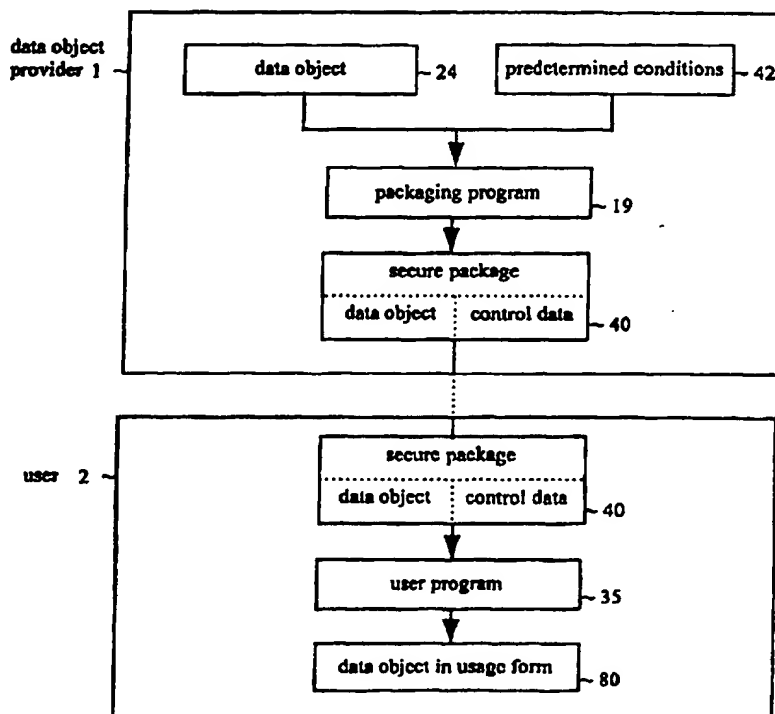 data object
provider 1
data object
24
predetermined conditions
42
packaging program
19
secure package
data object
control data
40
user 2
secure package
data object
control data
40
user program
35
data object in usage form
80